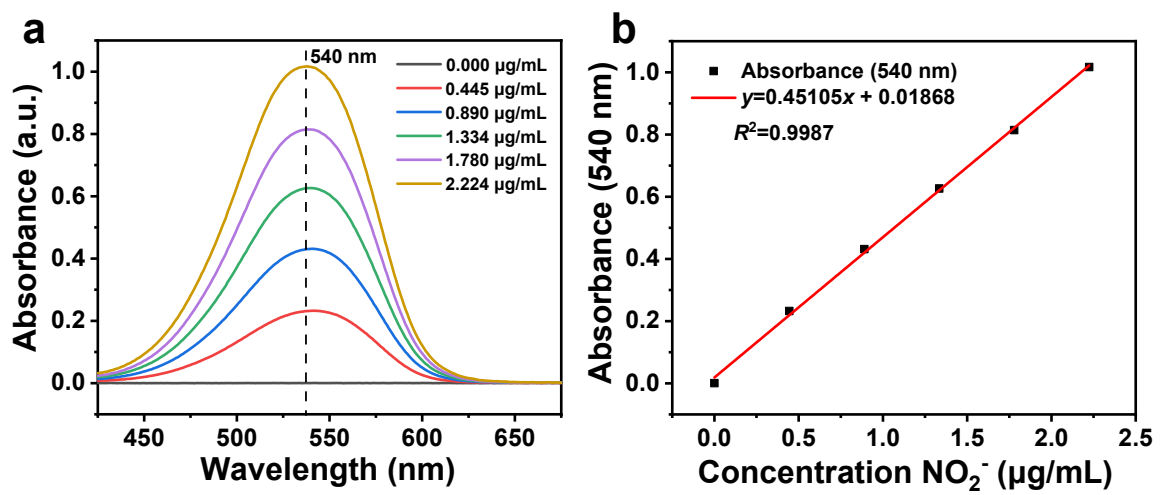 a
540 nm
0.000 µg/mL
0.445 µg/mL
0.890 µg/mL
1.334 µg/mL
1.780 µg/mL
2.224 µg/mL
Absorbance (a.u.)
1.0
0.8
0.6
0.4
0.2
0.0
450
500
550
600
650
Wavelength (nm)
b
Absorbance (540 nm)
y=0.45105x + 0.01868
R²=0.9987
Absorbance (540 nm)
1.0
0.8
0.6
0.4
0.2
0.0
0.0
0.5
1.0
1.5
2.0
2.5
Concentration NO₂⁻ (µg/mL)